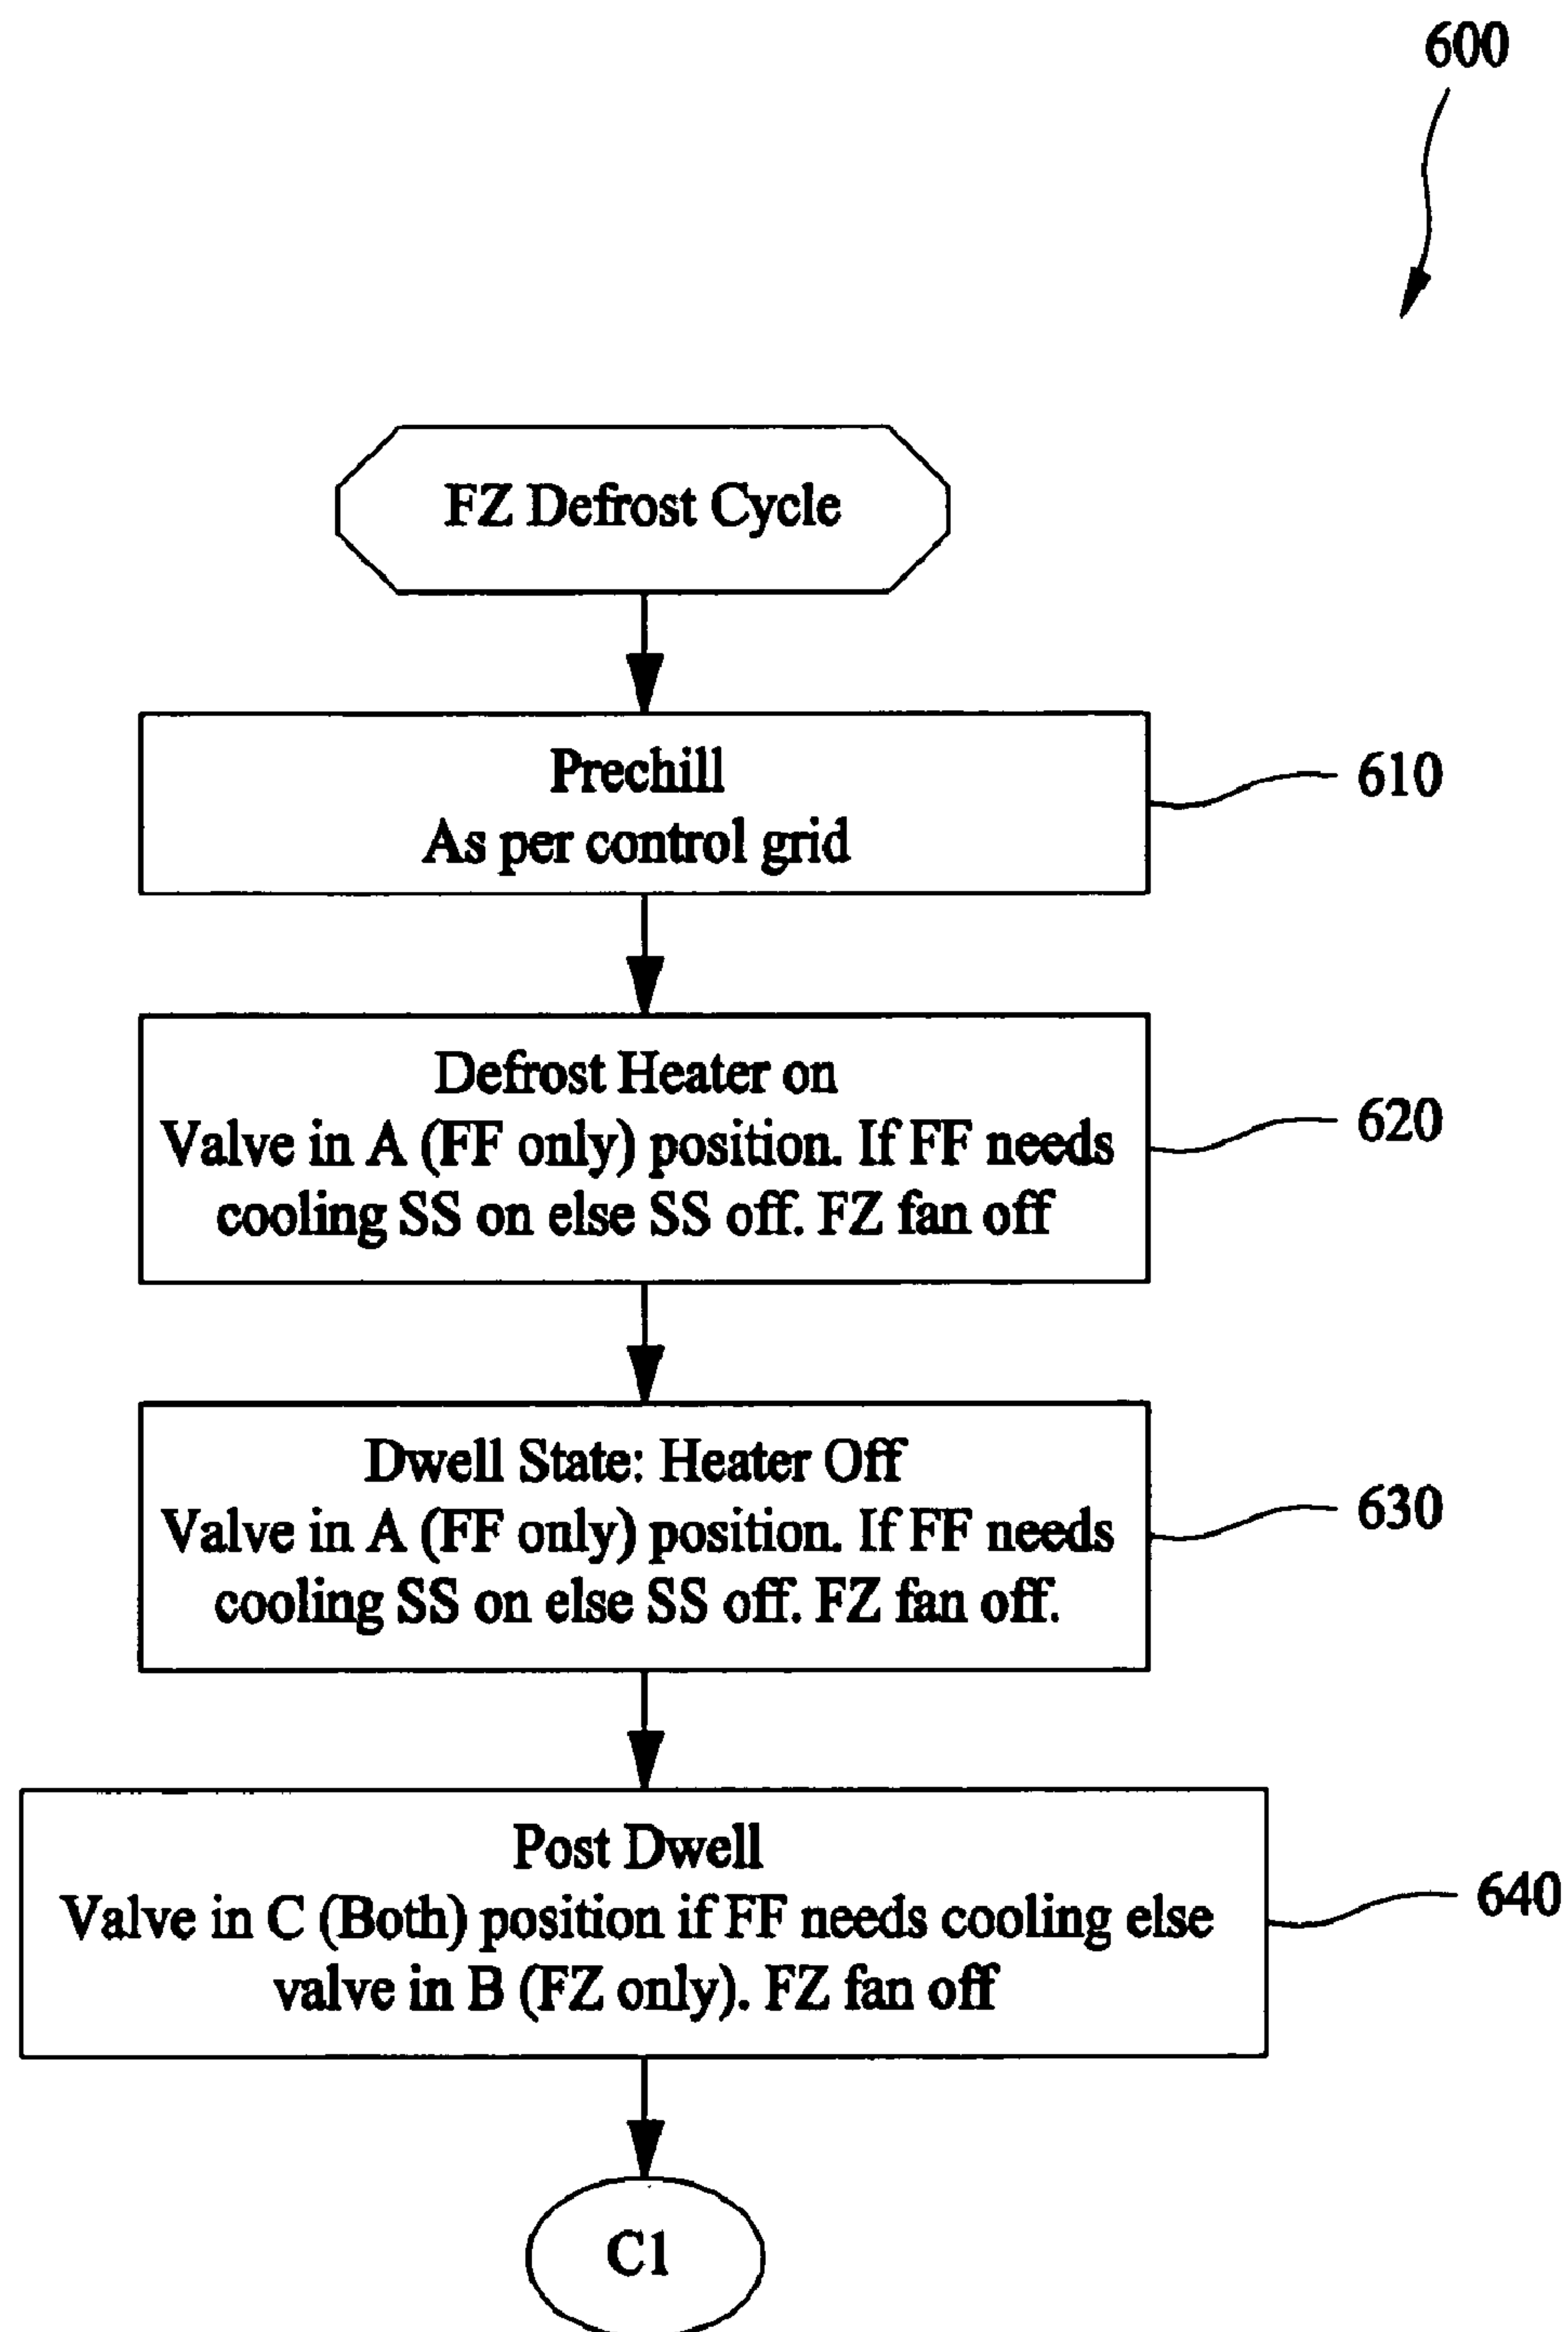 600
FZ Defrost Cycle
Prechill
As per control grid
610
Defrost Heater on
Valve in A (FF only) position. If FF needs
cooling SS on else SS off. FZ fan off
620
Dwell State: Heater Off
Valve in A (FF only) position. If FF needs
cooling SS on else SS off. FZ fan off.
630
Post Dwell
Valve in C (Both) position if FF needs cooling else
valve in B (FZ only). FZ fan off
640
C1